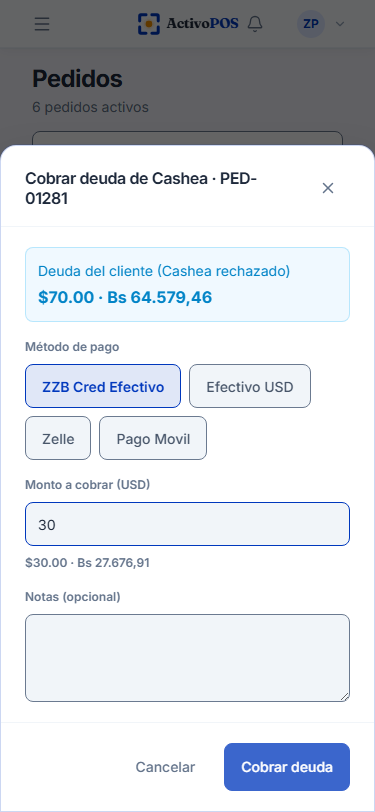 ActivoPOS
ZP
Pedidos
6 pedidos activos
Cobrar deuda de Cashea · PED-
01281
Deuda del cliente (Cashea rechazado)
$70.00 · Bs 64.579,46
Método de pago
ZZB Cred Efectivo
Efectivo USD
Zelle
Pago Movil
Monto a cobrar (USD)
30
$30.00 · Bs 27.676,91
Notas (opcional)
Cancelar
Cobrar deuda